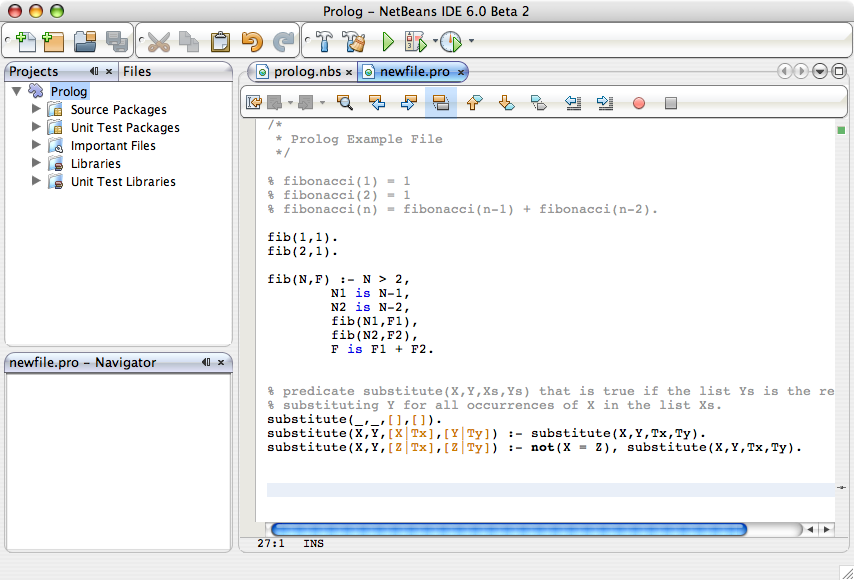 Prolog – NetBeans IDE 6.0 Beta 2
Projects
Files
Prolog
Source Packages
Unit Test Packages
Important Files
Libraries
Unit Test Libraries
newfile.pro – Navigator
prolog.nbs
newfile.pro
/*
 * Prolog Example File
 */
% fibonacci(1) = 1
% fibonacci(2) = 1
% fibonacci(n) = fibonacci(n-1) + fibonacci(n-2).
fib(1,1).
fib(2,1).
fib(N,F) :- N > 2,
        N1 is N-1,
        N2 is N-2,
        fib(N1,F1),
        fib(N2,F2),
        F is F1 + F2.
% predicate substitute(X,Y,Xs,Ys) that is true if the list Ys is the re
% substituting Y for all occurrences of X in the list Xs.
substitute(_,_,[],[]).
substitute(X,Y,[X|Tx],[Y|Ty]) :- substitute(X,Y,Tx,Ty).
substitute(X,Y,[Z|Tx],[Z|Ty]) :- not(X = Z), substitute(X,Y,Tx,Ty).
27:1 INS